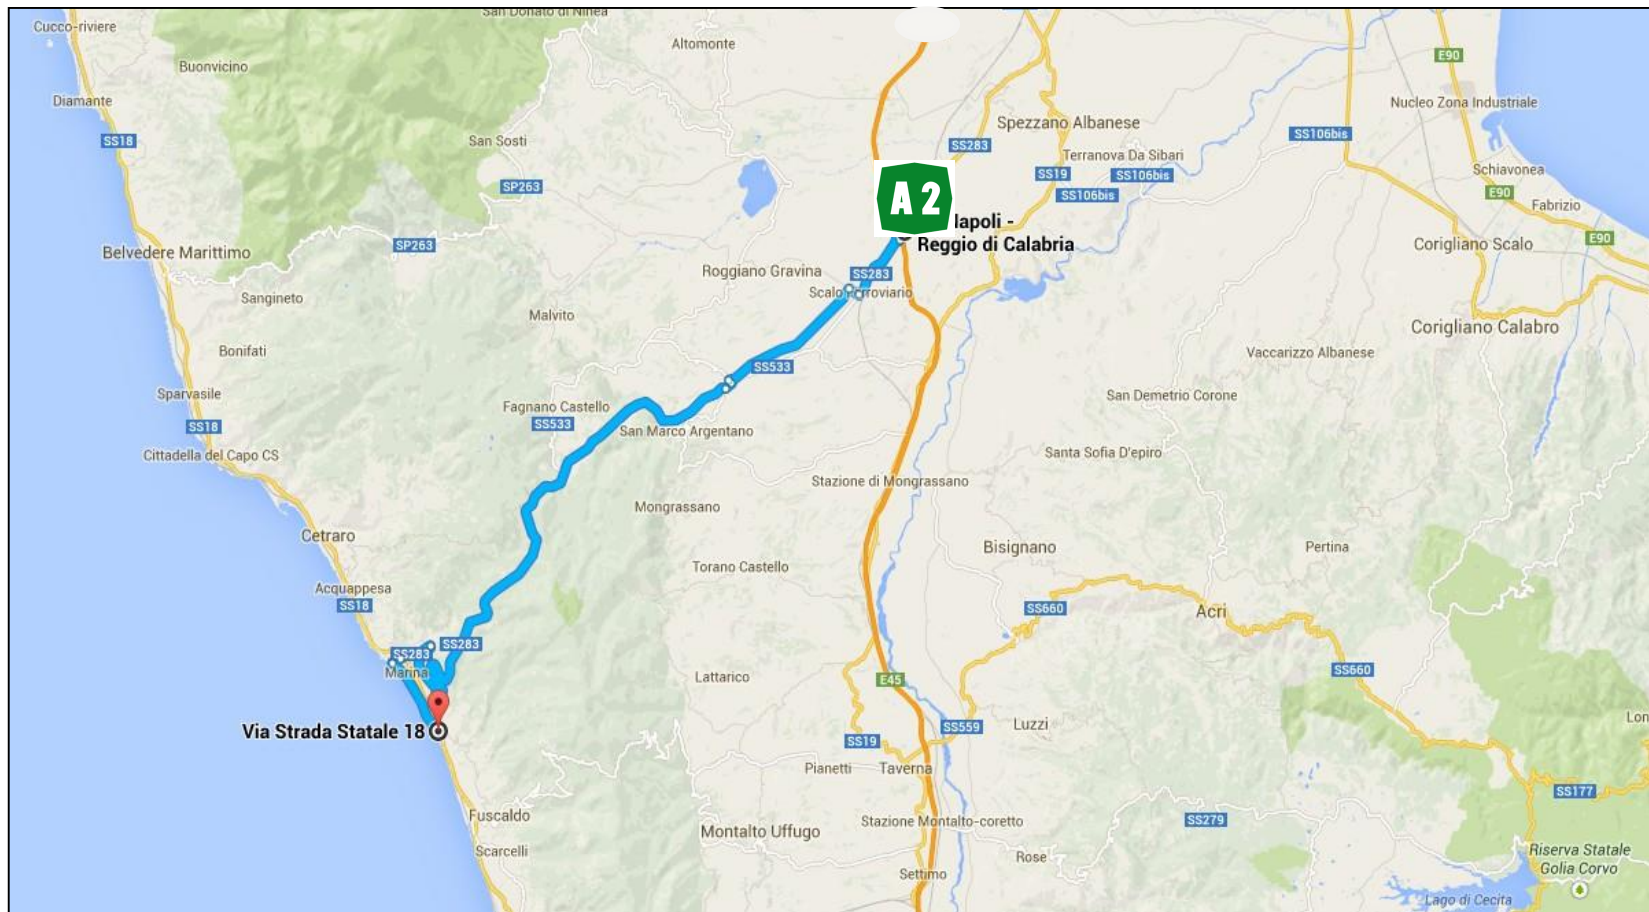 San Donato di Ninea
Cucco-riviere
Altomonte
E90
Buonvicino
Diamante
Nucleo Zona Industriale
SS18
San Sosti
SS283
Spezzano Albanese
SS106bis
Terranova Da Sibari
SS19
SS106bis
SS106bis
Schiavonea
SP263
E90
Fabrizio
A 2
Napoli -
Reggio di Calabria
SP263
Belvedere Marittimo
E90
Corigliano Scalo
Roggiano Gravina
SS283
Scalo Ferroviario
Sangineto
Malvito
Corigliano Calabro
Bonifati
Vaccarizzo Albanese
SS533
Sparvasile
San Demetrio Corone
Fagnano Castello
SS18
SS533
San Marco Argentano
Cittadella del Capo CS
Santa Sofia D'epiro
Stazione di Mongrassano
Mongrassano
Cetraro
Bisignano
Pertina
Torano Castello
Acquappesa
SS18
SS660
Acri
SS283
SS283
Marina
SS660
Lattarico
E45
Via Strada Statale 18
SS559
Luzzi
Lon
SS19
Pianetti
Taverna
SS177
Fuscaldo
Stazione Montalto-coretto
SS279
Montalto Uffugo
Scarcelli
Rose
Riserva Statale
Golia Corvo
Settimo
Lago di Cecita